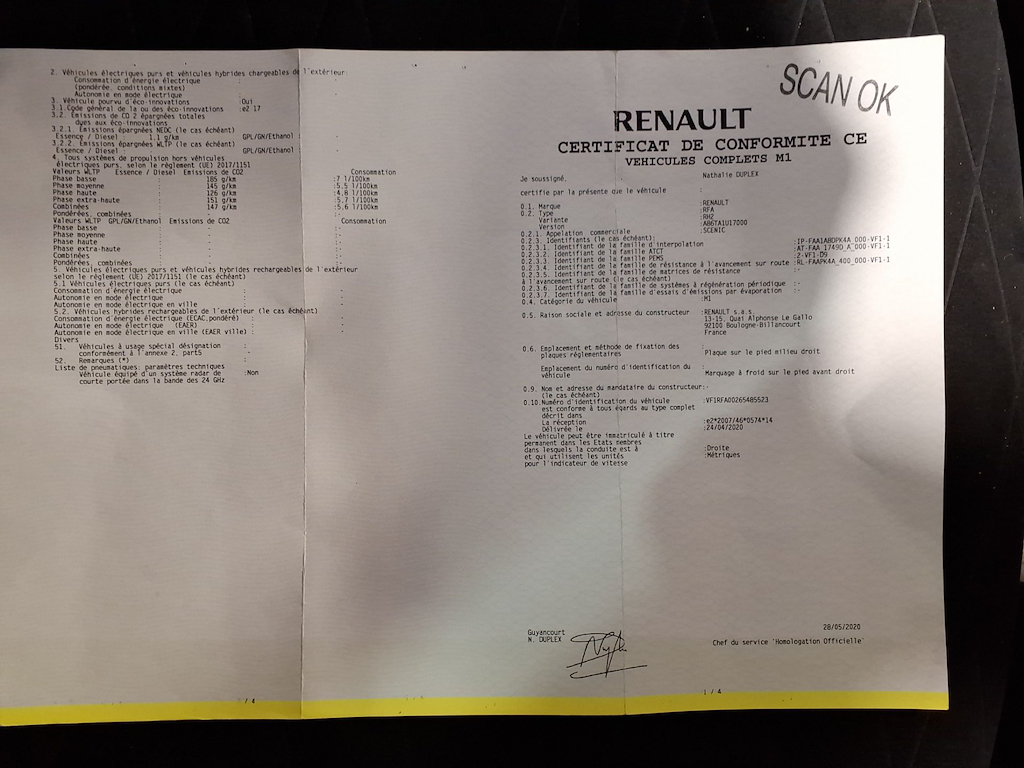 2. Véhicules électriques purs et véhicules hybrides chargeables de l'extérieur
Consommation d'énergie électrique :
(pondérée, conditions mixtes)
Autonomie en mode électrique :
3. Véhicule pourvu d'éco-innovations :Oui
3.1.Code général de la ou des éco-innovations :e2 17
3.2. Emissions de CO 2 épargnées totales
dues aux éco-innovations
3.2.1. Emissions épargnées NEDC (le cas échéant)
Essence / Diesel 1.1 g/km GPL/GN/Ethanol :
3.2.2. Emissions épargnées WLTP (le cas échéant)
Essence / Diesel GPL/GN/Ethanol :
4. Tous systèmes de propulsion hors véhicules
électriques purs, selon le règlement (UE) 2017/1151
Valeurs WLTP Essence / Diesel Emissions de CO2 Consommation
Phase basse : 185 g/km :7 l/100km
Phase moyenne : 145 g/km :5.5 l/100km
Phase haute : 126 g/km :4.8 l/100km
Phase extra-haute : 151 g/km :5.7 l/100km
Combinées : 147 g/km :5.6 l/100km
Pondérées, combinées : :-
Valeurs WLTP GPL/GN/Ethanol Emissions de CO2 Consommation
Phase basse
Phase moyenne
Phase haute
Phase extra-haute
Combinées
Pondérées, combinées
5. Véhicules électriques purs et véhicules hybrides rechargeables de l'extérieur
selon le règlement (UE) 2017/1151 (le cas échéant)
5.1 Véhicules électriques purs (le cas échéant)
Consommation d'énergie électrique
Autonomie en mode électrique
Autonomie en mode électrique en ville
5.2. Véhicules hybrides rechargeables de l'extérieur (le cas échéant)
Consommation d'énergie électrique (ECAC,pondéré) :
Autonomie en mode électrique (EAER) :
Autonomie en mode électrique en ville (EAER ville) :
Divers
51. Véhicules à usage spécial désignation :
conformément à l'annexe 2, part5 :-
52. Remarques (*) :
Liste de pneumatiques: paramètres techniques
Véhicule équipé d'un système radar de :Non
courte portée dans la bande des 24 GHz
/ 4
SCAN OK
RENAULT
CERTIFICAT DE CONFORMITE CE
VEHICULES COMPLETS M1
Je soussigné, Nathalie DUPLEX
certifie par la présente que le véhicule :
0.1. Marque :RENAULT
0.2. Type :RFA
Variante :RHZ
Version :AB6TA1U17000
0.2.1. Appelation commerciale :SCENIC
0.2.3. Identifiants (le cas échéant):
0.2.3.1. Identifiant de la famille d'interpolation :IP-FAA1ABDPK4A_000-VF1-1
0.2.3.2. Identifiant de la famille ATCT :AT-FAA_1749D_A_000-VF1-1
0.2.3.3. Identifiant de la famille PEMS :2-VF1-D9
0.2.3.4. Identifiant de la famille de résistance à l'avancement sur route :RL-FAAPK4A_400_000-VF1-1
0.2.3.5. Identifiant de la famille de matrices de résistance :-
à l'avancement sur route (le cas échéant)
0.2.3.6. Identifiant de la famille de systèmes à régénération périodique :-
0.2.3.7. Identifiant de la famille d'essais d'émissions par évaporation :-
0.4. Catégorie du véhicule :M1
0.5. Raison sociale et adresse du constructeur :RENAULT s.a.s.
13-15, Quai Alphonse Le Gallo
92100 Boulogne-Billancourt
France
0.6. Emplacement et méthode de fixation des
plaques réglementaires : Plaque sur le pied milieu droit
Emplacement du numéro d'identification du
véhicule : Marquage à froid sur le pied avant droit
0.9. Nom et adresse du mandataire du constructeur:-
(le cas échéant)
0.10.Numéro d'identification du véhicule :VF1RFA00265485523
est conforme à tous égards au type complet
décrit dans
La réception :e2*2007/46*0574*14
Délivrée le :24/04/2020
Le véhicule peut être immatriculé à titre
permanent dans les Etats membres
dans lesquels la conduite est à :Droite
et qui utilisent les unités :Métriques
pour l'indicateur de vitesse
Guyancourt 28/05/2020
N. DUPLEX Chef du service 'Homologation Officielle'
1 / 4